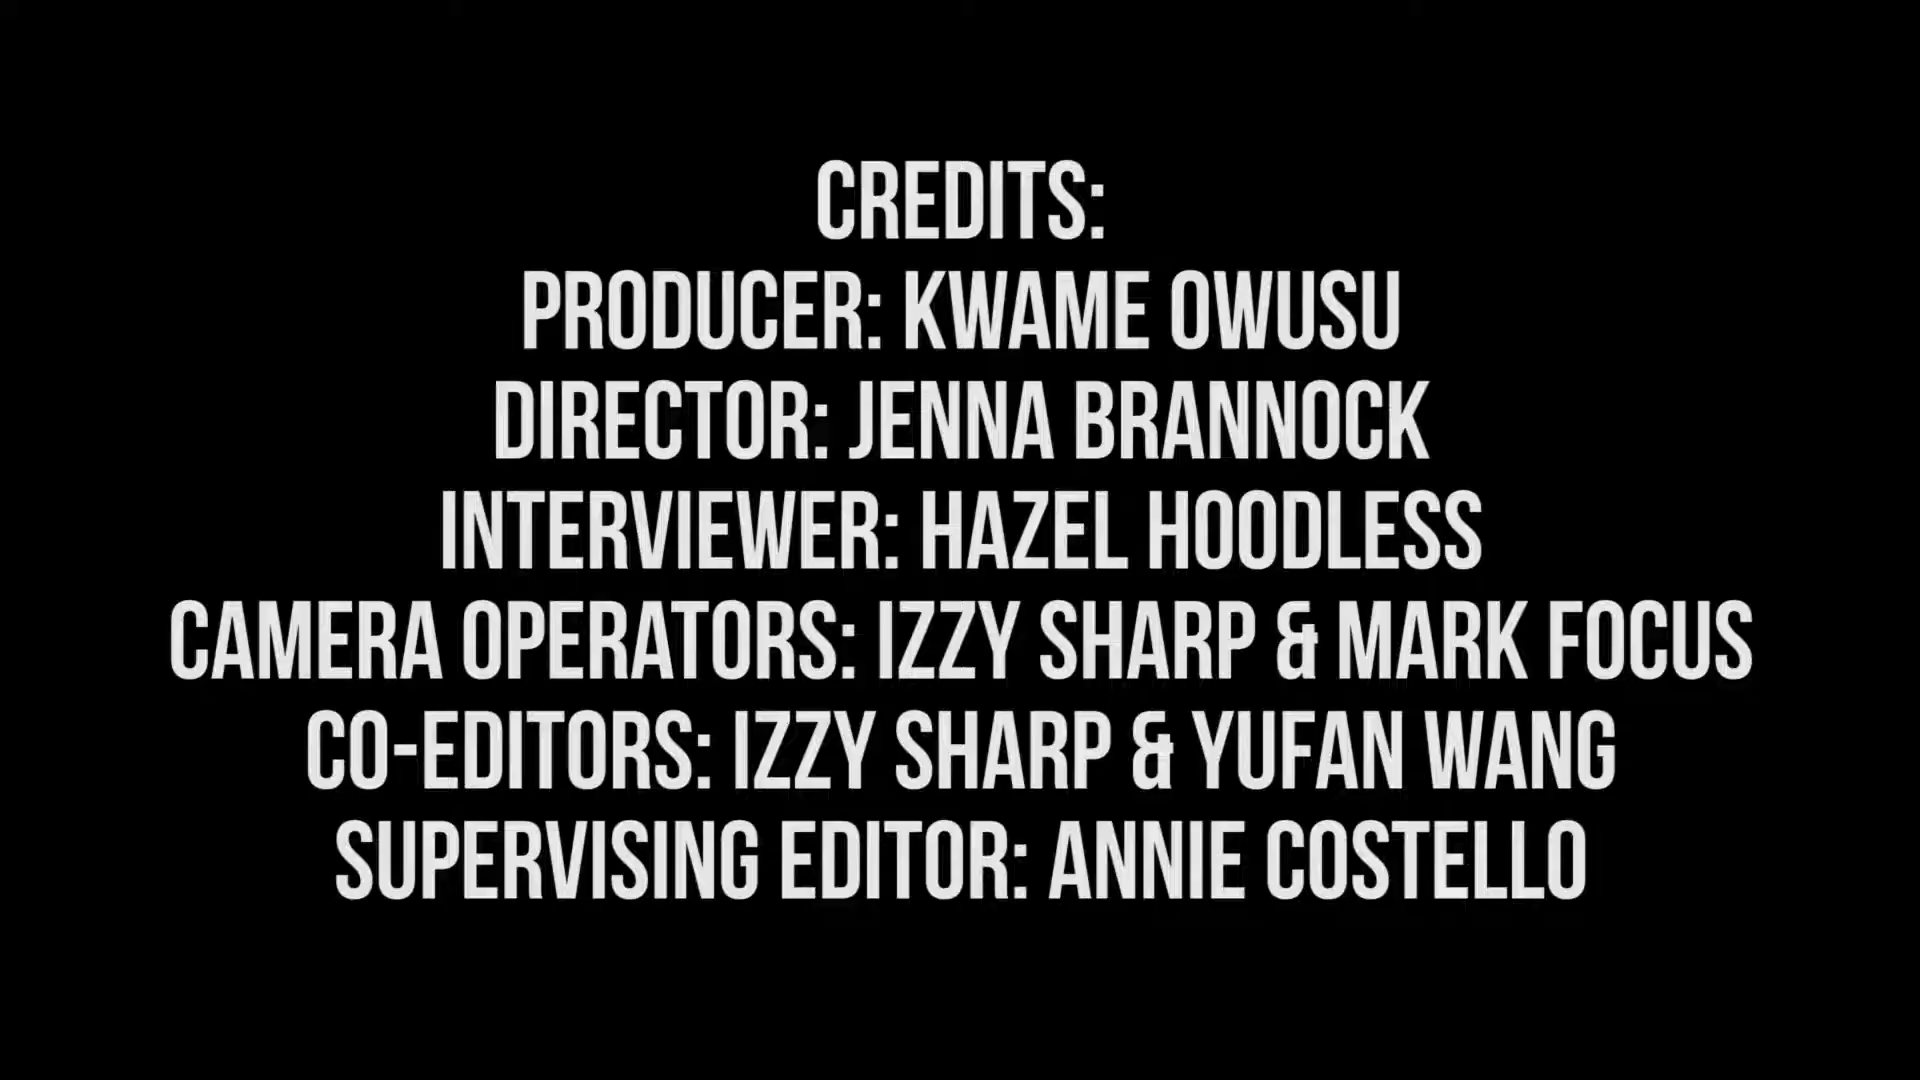 CREDITS:
PRODUCER: KWAME OWUSU
DIRECTOR: JENNA BRANNOCK
INTERVIEWER: HAZEL HOODLESS
CAMERA OPERATORS: IZZY SHARP & MARK FOCUS
CO-EDITORS: IZZY SHARP & YUFAN WANG
SUPERVISING EDITOR: ANNIE COSTELLO